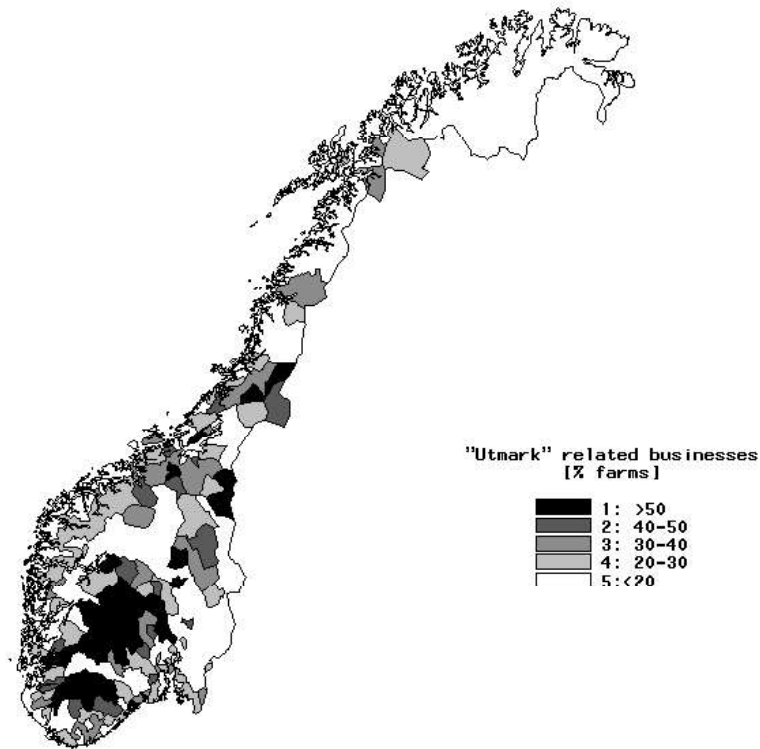 "Utmark" related businesses
[% farms]
1: >50
2: 40-50
3: 30-40
4: 20-30
5:<20